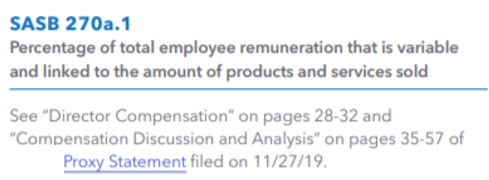 SASB 270a.1
Percentage of total employee remuneration that is variable
and linked to the amount of products and services sold
See "Director Compensation" on pages 28-32 and
"Compensation Discussion and Analysis" on pages 35-57 of
Proxy Statement filed on 11/27/19.